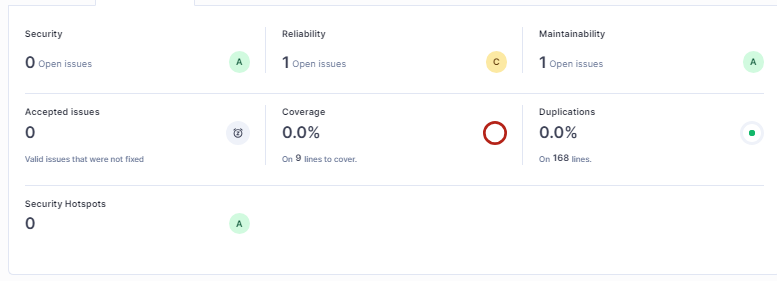 Security
0 Open issues
A
Reliability
1 Open issues
C
Maintainability
1 Open issues
A
Accepted issues
0
Valid issues that were not fixed
Coverage
0.0%
On 9 lines to cover.
Duplications
0.0%
On 168 lines.
Security Hotspots
0
A